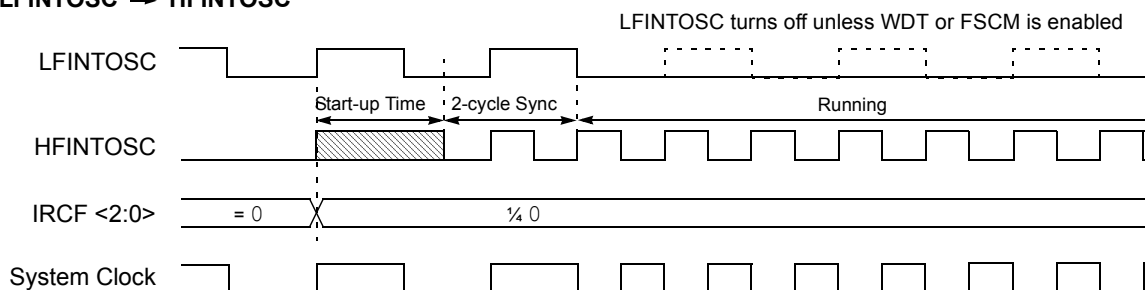 LFINTOSC → HFINTOSC
LFINTOSC turns off unless WDT or FSCM is enabled
LFINTOSC
Start-up Time 2-cycle Sync Running
HFINTOSC
IRCF <2:0> = 0 ¼ 0
System Clock